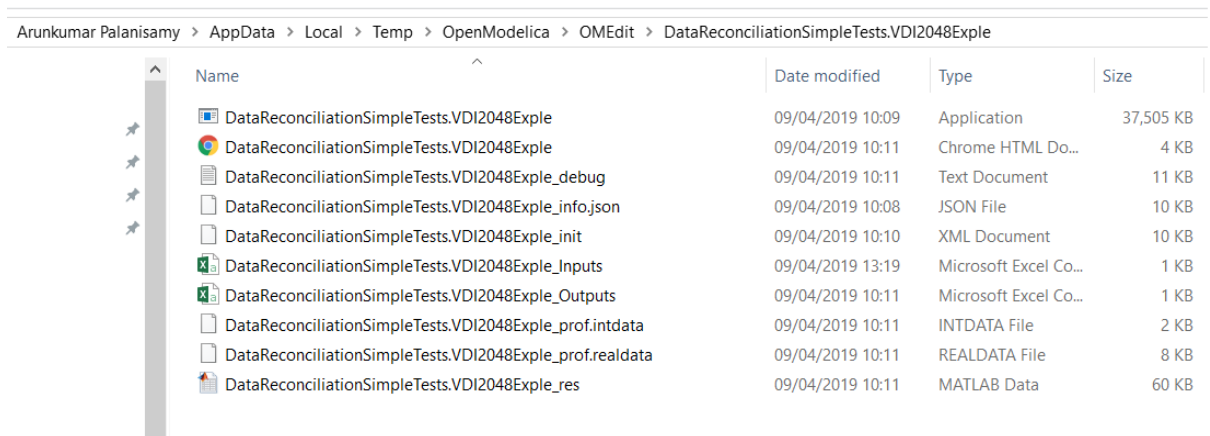 Arunkumar Palanisamy > AppData > Local > Temp > OpenModelica > OMEdit > DataReconciliationSimpleTests.VDI2048Exple
Name Date modified Type Size
DataReconciliationSimpleTests.VDI2048Exple 09/04/2019 10:09 Application 37,505 KB
DataReconciliationSimpleTests.VDI2048Exple 09/04/2019 10:11 Chrome HTML Do... 4 KB
DataReconciliationSimpleTests.VDI2048Exple_debug 09/04/2019 10:11 Text Document 11 KB
DataReconciliationSimpleTests.VDI2048Exple_info.json 09/04/2019 10:08 JSON File 10 KB
DataReconciliationSimpleTests.VDI2048Exple_init 09/04/2019 10:10 XML Document 10 KB
DataReconciliationSimpleTests.VDI2048Exple_Inputs 09/04/2019 13:19 Microsoft Excel Co... 1 KB
DataReconciliationSimpleTests.VDI2048Exple_Outputs 09/04/2019 10:11 Microsoft Excel Co... 1 KB
DataReconciliationSimpleTests.VDI2048Exple_prof.intdata 09/04/2019 10:11 INTDATA File 2 KB
DataReconciliationSimpleTests.VDI2048Exple_prof.realdata 09/04/2019 10:11 REALDATA File 8 KB
DataReconciliationSimpleTests.VDI2048Exple_res 09/04/2019 10:11 MATLAB Data 60 KB